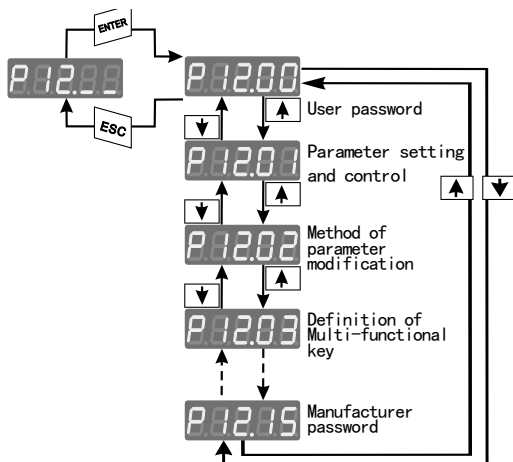 ENTER
P12._ _
P12.00
ESC
User password
P12.01
Parameter setting
and control
P12.02
Method of
parameter
modification
P12.03
Definition of
Multi-functional
key
P12.15
Manufacturer
password